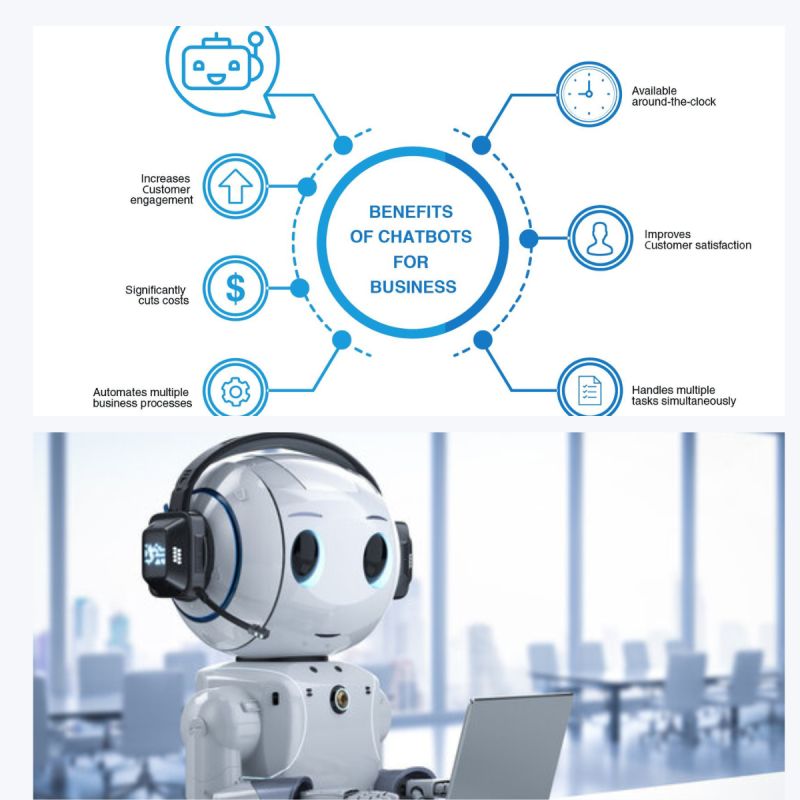 Available
around-the-clock
Increases
Customer
engagement
BENEFITS
OF CHATBOTS
FOR
BUSINESS
Improves
Customer satisfaction
Significantly
cuts costs
$
Automates multiple
business processes
Handles multiple
tasks simultaneously